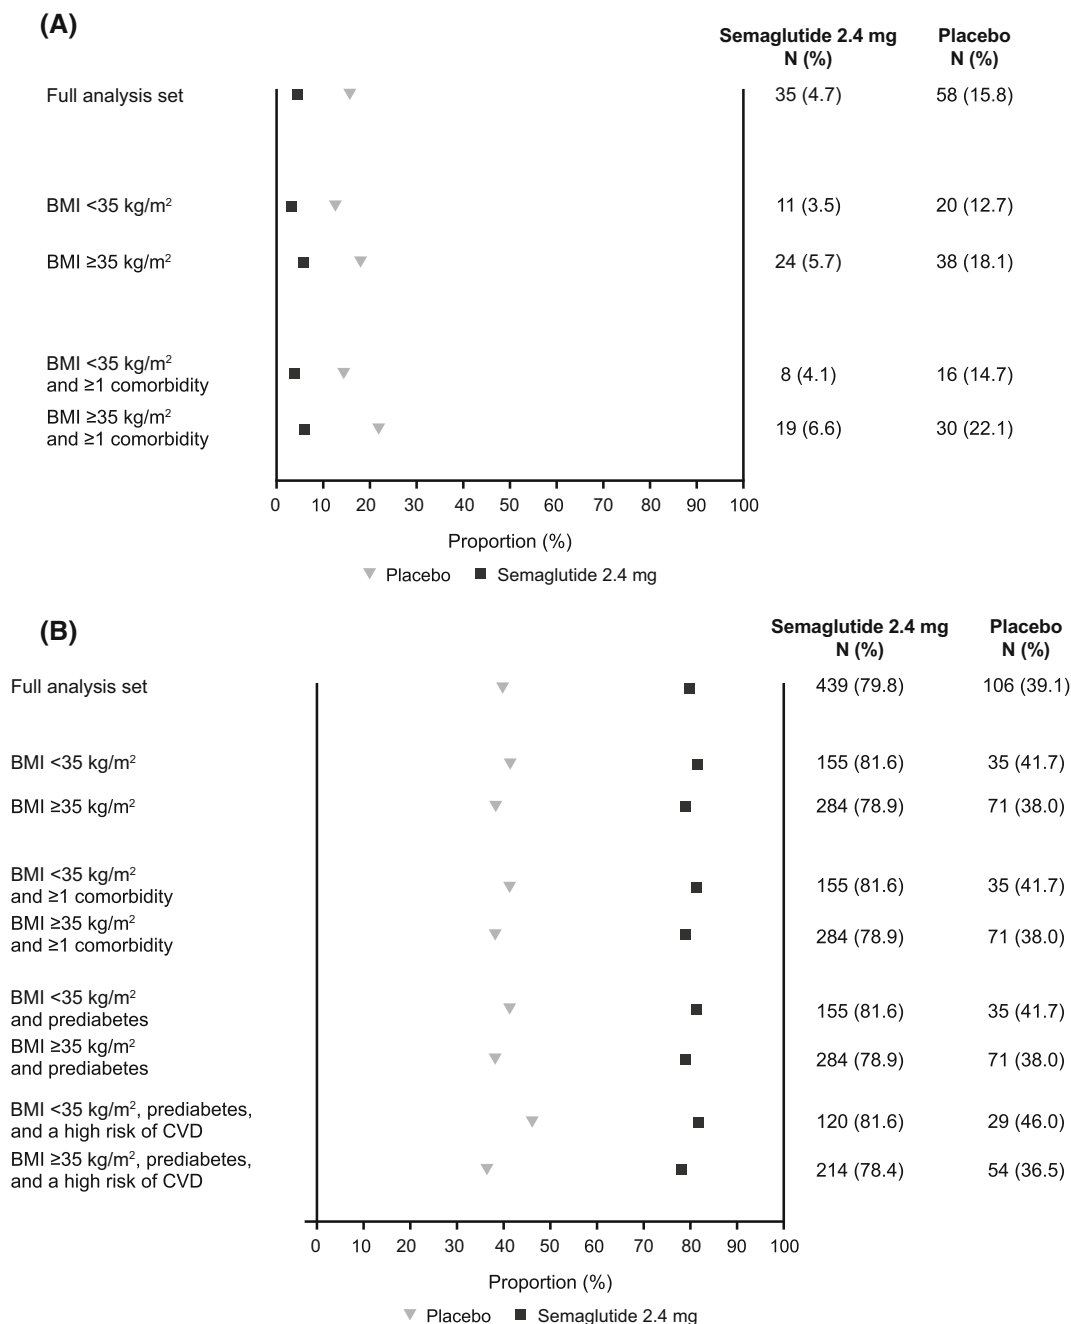 (A)
Semaglutide 2.4 mg Placebo
N (%) N (%)
Full analysis set 35 (4.7) 58 (15.8)
BMI <35 kg/m² 11 (3.5) 20 (12.7)
BMI ≥35 kg/m² 24 (5.7) 38 (18.1)
BMI <35 kg/m²
and ≥1 comorbidity 8 (4.1) 16 (14.7)
BMI ≥35 kg/m²
and ≥1 comorbidity 19 (6.6) 30 (22.1)
0 10 20 30 40 50 60 70 80 90 100
Proportion (%)
Placebo Semaglutide 2.4 mg
(B)
Semaglutide 2.4 mg Placebo
N (%) N (%)
Full analysis set 439 (79.8) 106 (39.1)
BMI <35 kg/m² 155 (81.6) 35 (41.7)
BMI ≥35 kg/m² 284 (78.9) 71 (38.0)
BMI <35 kg/m²
and ≥1 comorbidity 155 (81.6) 35 (41.7)
BMI ≥35 kg/m²
and ≥1 comorbidity 284 (78.9) 71 (38.0)
BMI <35 kg/m²
and prediabetes 155 (81.6) 35 (41.7)
BMI ≥35 kg/m²
and prediabetes 284 (78.9) 71 (38.0)
BMI <35 kg/m², prediabetes,
and a high risk of CVD 120 (81.6) 29 (46.0)
BMI ≥35 kg/m², prediabetes,
and a high risk of CVD 214 (78.4) 54 (36.5)
0 10 20 30 40 50 60 70 80 90 100
Proportion (%)
Placebo Semaglutide 2.4 mg